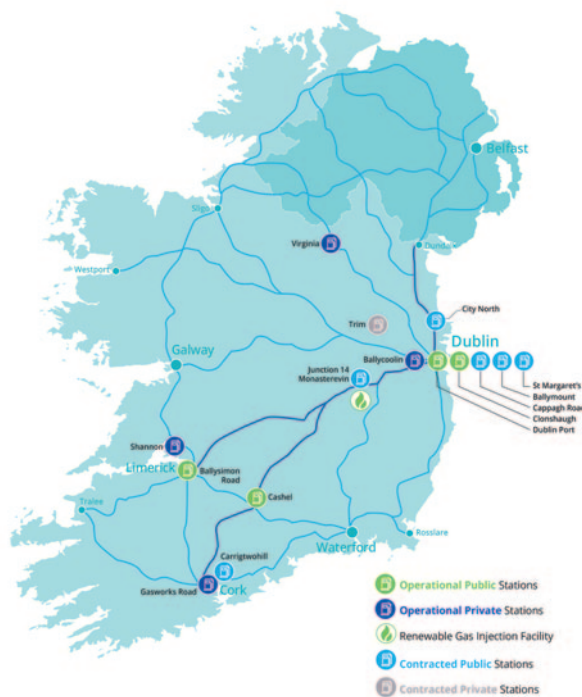 Belfast
Sligo
Virginia
Dunda
Westport
City North
Trim
Dublin
Ballycoolin
Galway
Junction 14
Monasterevin
St Margaret's
Ballymount
Cappagh Road
Clonshaugh
Dublin Port
Shannon
Limerick
Ballysimon
Road
Cashel
Tralee
Rosslare
Waterford
Carrigtwohill
Gasworks Road
Cork
Operational Public Stations
Operational Private Stations
Renewable Gas Injection Facility
Contracted Public Stations
Contracted Private Stations